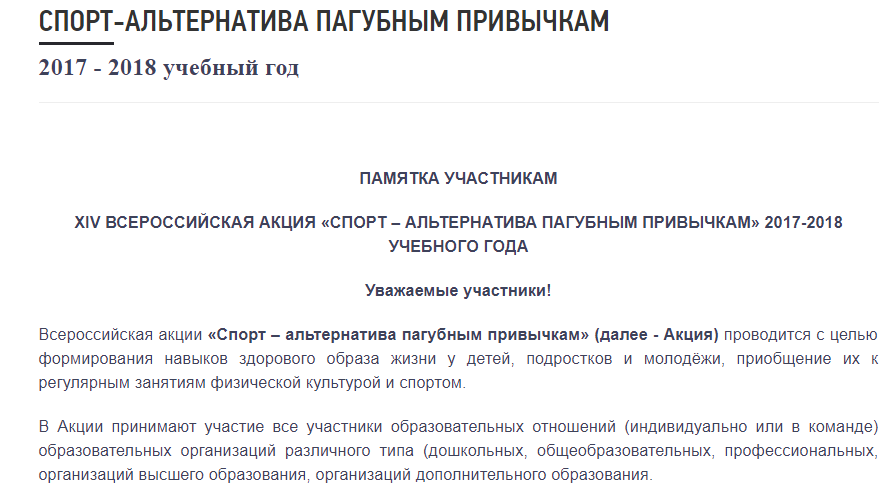 СПОРТ-АЛЬТЕРНАТИВА ПАГУБНЫМ ПРИВЫЧКАМ
2017 - 2018 учебный год
ПАМЯТКА УЧАСТНИКАМ
XIV ВСЕРОССИЙСКАЯ АКЦИЯ «СПОРТ – АЛЬТЕРНАТИВА ПАГУБНЫМ ПРИВЫЧКАМ» 2017-2018
УЧЕБНОГО ГОДА
Уважаемые участники!
Всероссийская акции «Спорт – альтернатива пагубным привычкам» (далее - Акция) проводится с целью
формирования навыков здорового образа жизни у детей, подростков и молодёжи, приобщение их к
регулярным занятиям физической культурой и спортом.
В Акции принимают участие все участники образовательных отношений (индивидуально или в команде)
образовательных организаций различного типа (дошкольных, общеобразовательных, профессиональных,
организаций высшего образования, организаций дополнительного образования.